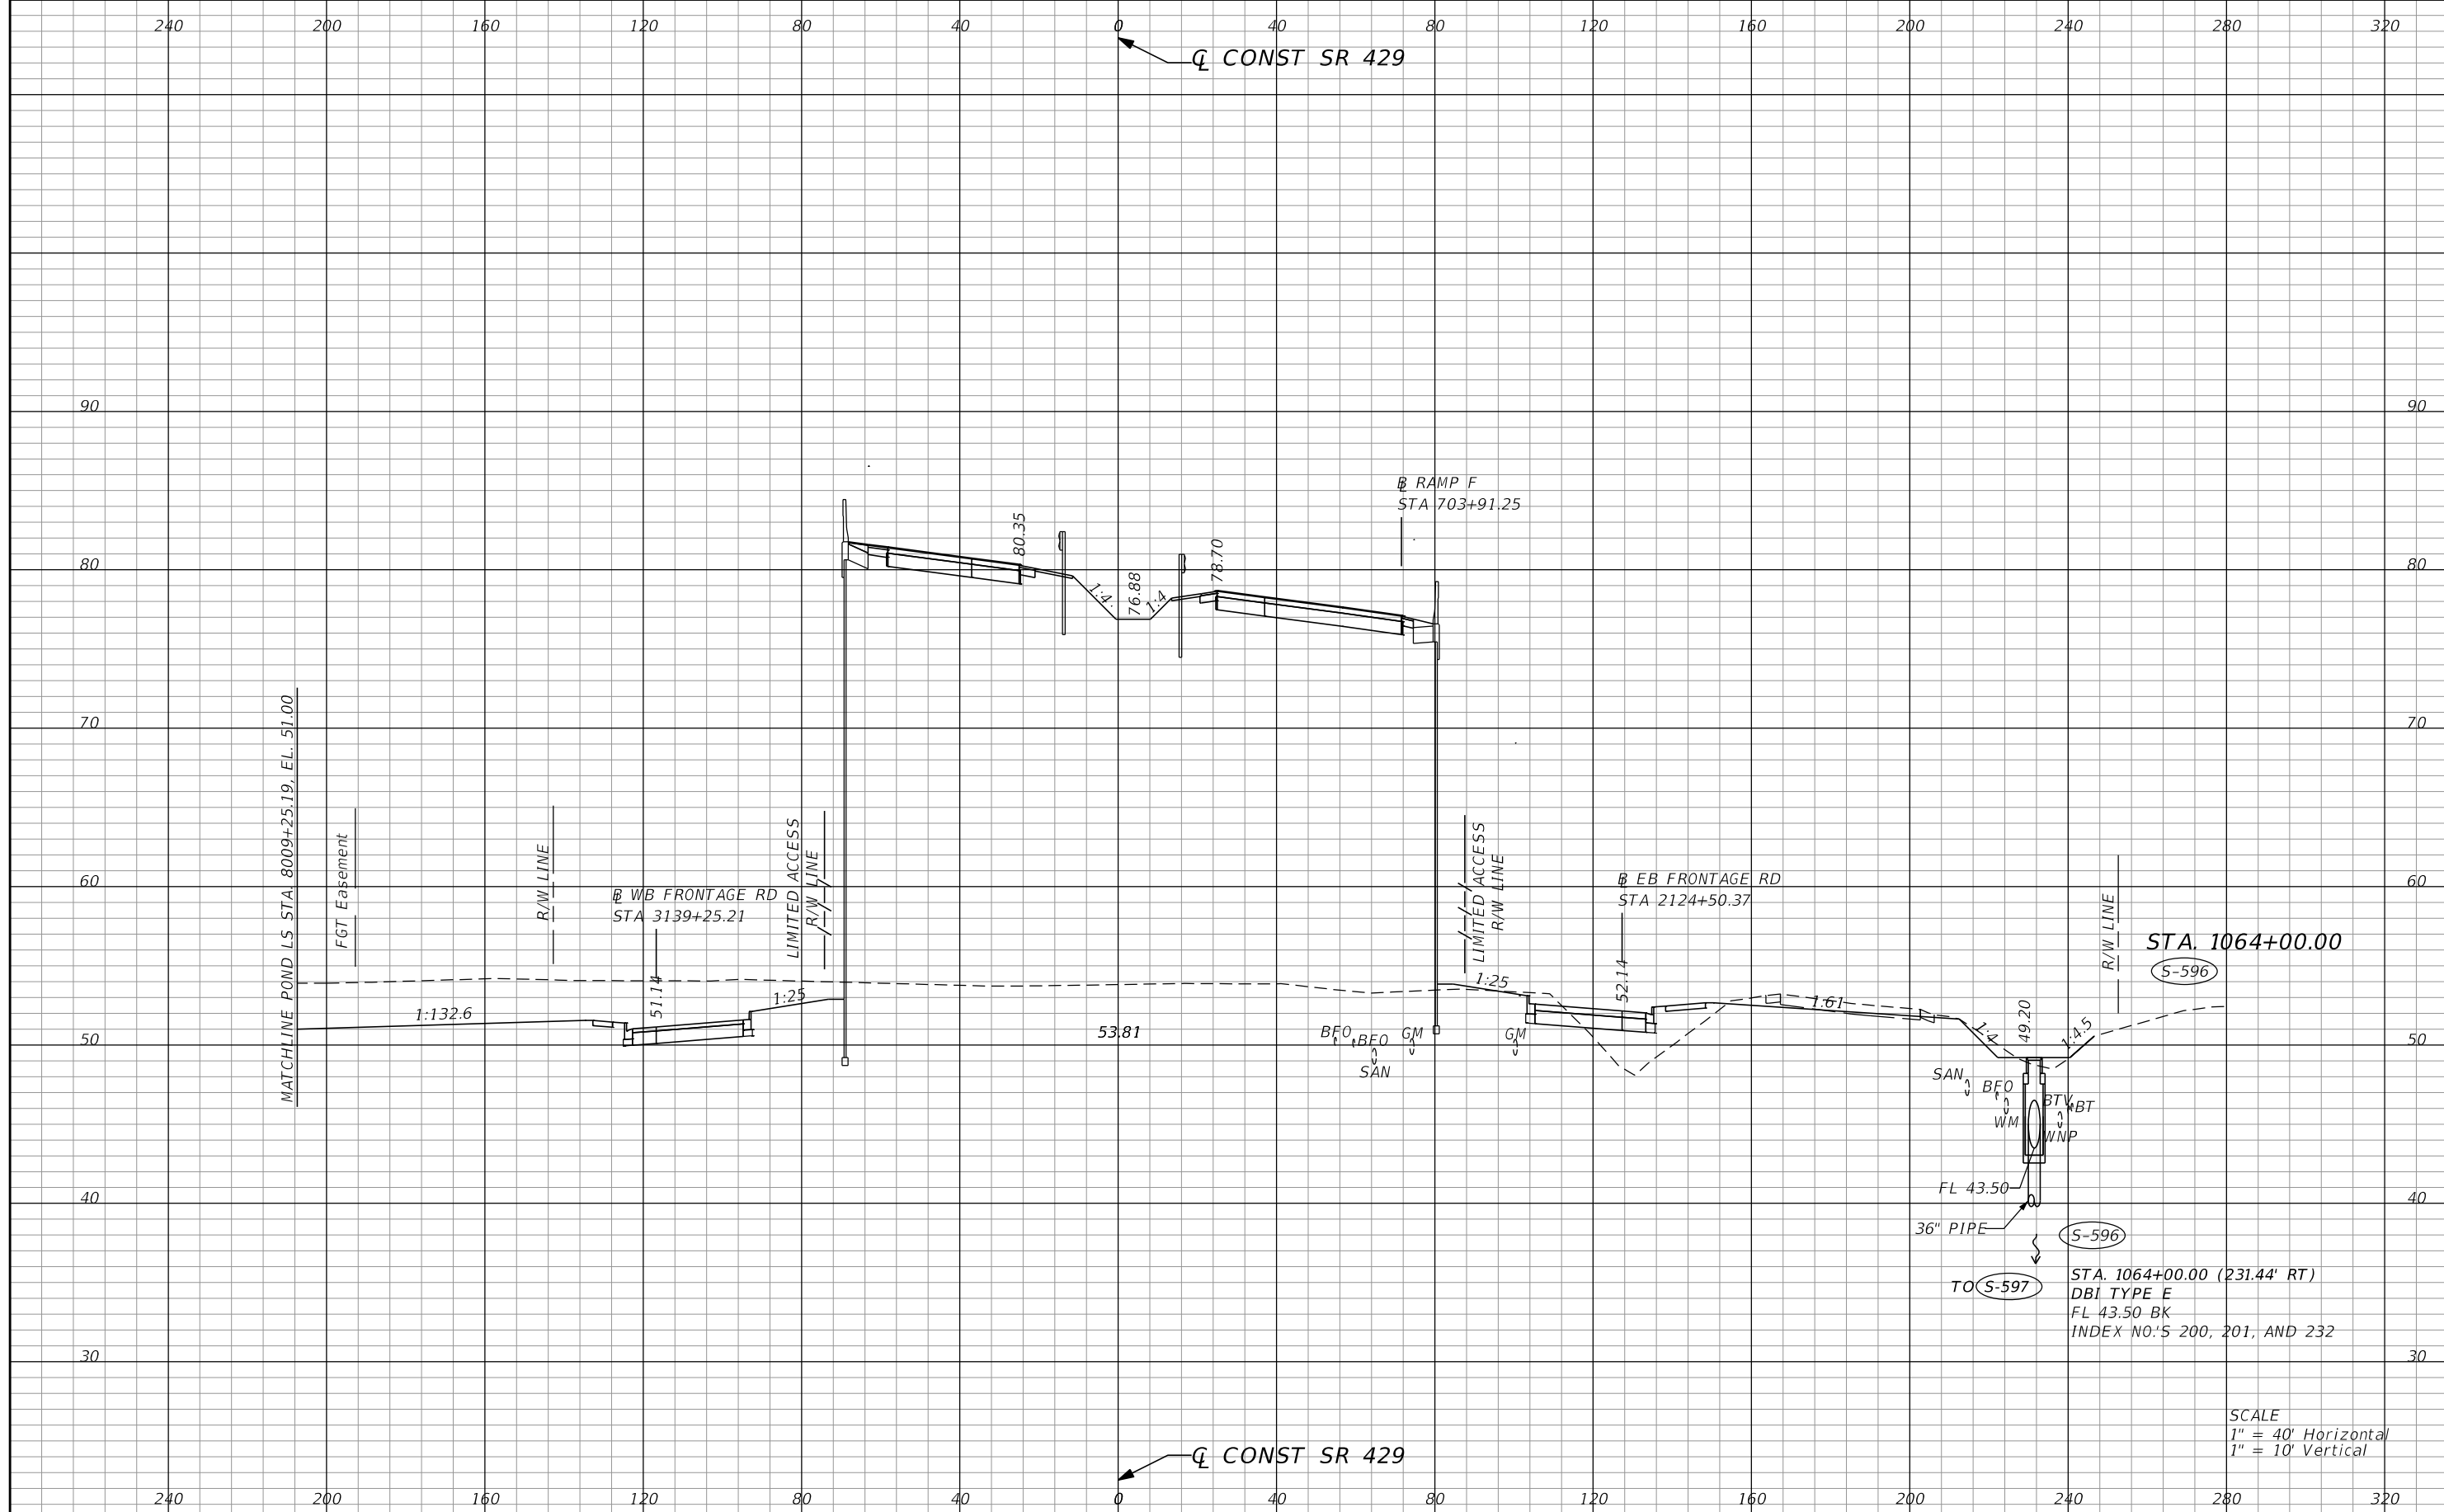 240 200 160 120 80 40 0 40 80 120 160 200 240 280 320
℄ CONST SR 429
90 90
℄ RAMP F
STA 703+91.25
80.35
78.70
76.88
1:4
1:4
80 80
70 70
MATCHLINE POND LS STA. 8009+25.19, EL. 51.00
FGT Easement
R/W LINE
LIMITED ACCESS
R/W LINE
LIMITED ACCESS
R/W LINE
60 60
BL WB FRONTAGE RD
STA 3139+25.21
BL EB FRONTAGE RD
STA 2124+50.37
R/W LINE
STA. 1064+00.00
S-596
51.14
52.14
49.20
1:132.6
1:25
1:25
1:61
1:4
1:4.5
50 50
53.81
BFO
BFO
SAN
GM
GM
SAN
BFO
WM
BTV
BT
WNP
40 40
FL 43.50
36" PIPE
S-596
TO S-597
STA. 1064+00.00 (231.44' RT)
DBI TYPE E
FL 43.50 BK
INDEX NO.'S 200, 201, AND 232
30 30
SCALE
1" = 40' Horizontal
1" = 10' Vertical
℄ CONST SR 429
240 200 160 120 80 40 0 40 80 120 160 200 240 280 320